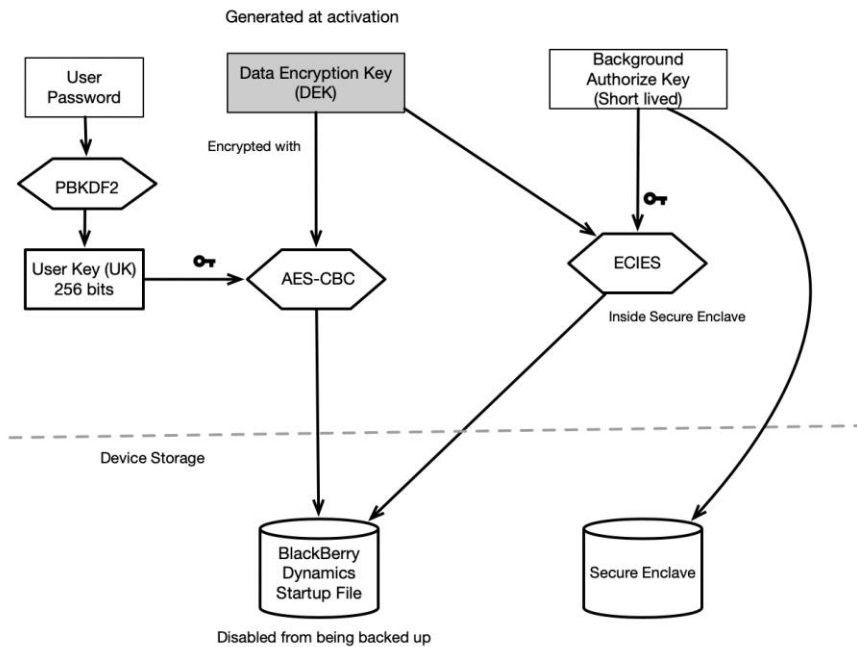 Generated at activation
User
Password
Data Encryption Key
(DEK)
Background
Authorize Key
(Short lived)
Encrypted with
PBKDF2
User Key (UK)
256 bits
AES-CBC
ECIES
Inside Secure Enclave
Device Storage
BlackBerry
Dynamics
Startup File
Secure Enclave
Disabled from being backed up